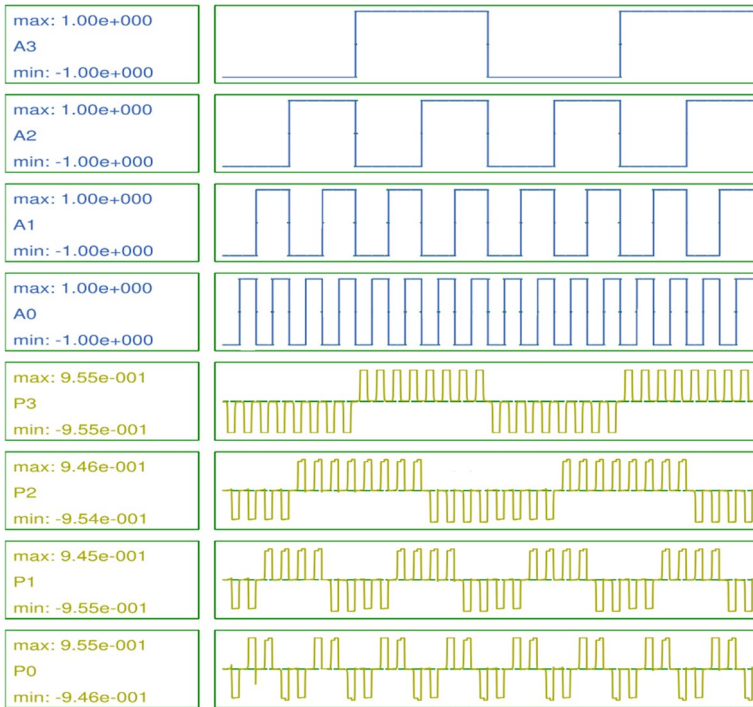 max: 1.00e+000
A3
min: -1.00e+000
max: 1.00e+000
A2
min: -1.00e+000
max: 1.00e+000
A1
min: -1.00e+000
max: 1.00e+000
A0
min: -1.00e+000
max: 9.55e-001
P3
min: -9.55e-001
max: 9.46e-001
P2
min: -9.54e-001
max: 9.45e-001
P1
min: -9.55e-001
max: 9.55e-001
P0
min: -9.46e-001